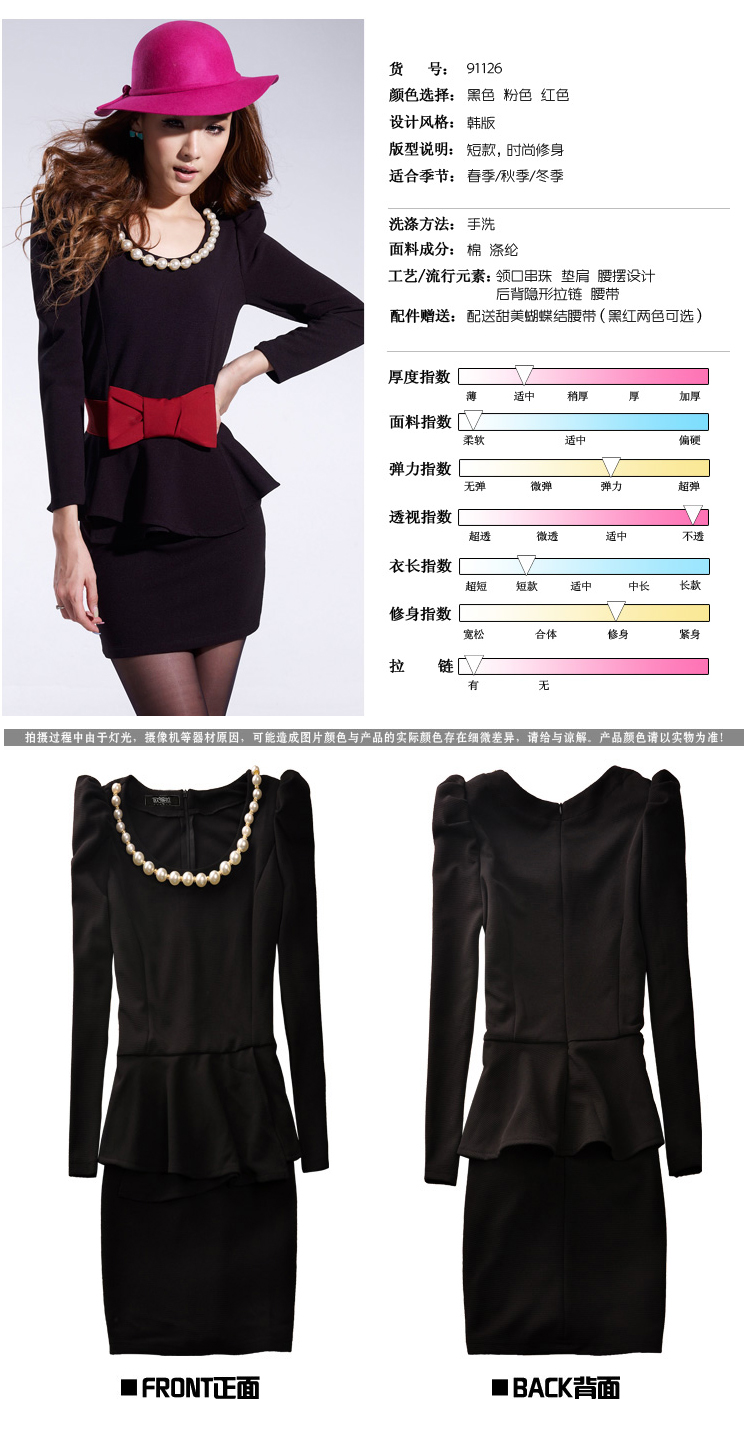 货 号： 91126
颜色选择： 黑色 粉色 红色
设计风格： 韩版
版型说明： 短款，时尚修身
适合季节： 春季/秋季/冬季
洗涤方法： 手洗
面料成分： 棉 涤纶
工艺/流行元素： 领口串珠 垫肩 腰摆设计
后背隐形拉链 腰带
配件赠送： 配送甜美蝴蝶结腰带（黑红两色可选）
厚度指数
薄 适中 稍厚 厚 加厚
面料指数
柔软 适中 偏硬
弹力指数
无弹 微弹 弹力 超弹
透视指数
超透 微透 适中 不透
衣长指数
超短 短款 适中 中长 长款
修身指数
宽松 合体 修身 紧身
拉 链
有 无
拍摄过程中由于灯光，摄像机等器材原因，可能造成图片颜色与产品的实际颜色存在细微差异，请给与谅解。产品颜色请以实物为准！
■ FRONT正面
■ BACK背面